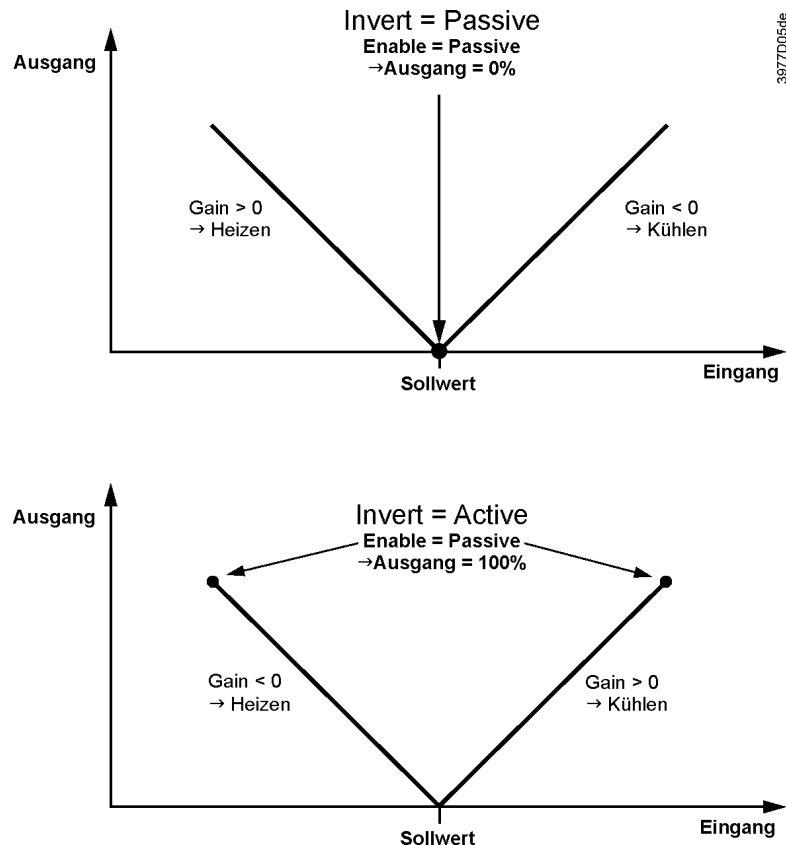 Invert = Passive
Enable = Passive
→Ausgang = 0%
3977D05de
Ausgang
Gain > 0
→ Heizen
Gain < 0
→ Kühlen
Sollwert
Eingang
Invert = Active
Enable = Passive
→Ausgang = 100%
Ausgang
Gain < 0
→ Heizen
Gain > 0
→ Kühlen
Sollwert
Eingang